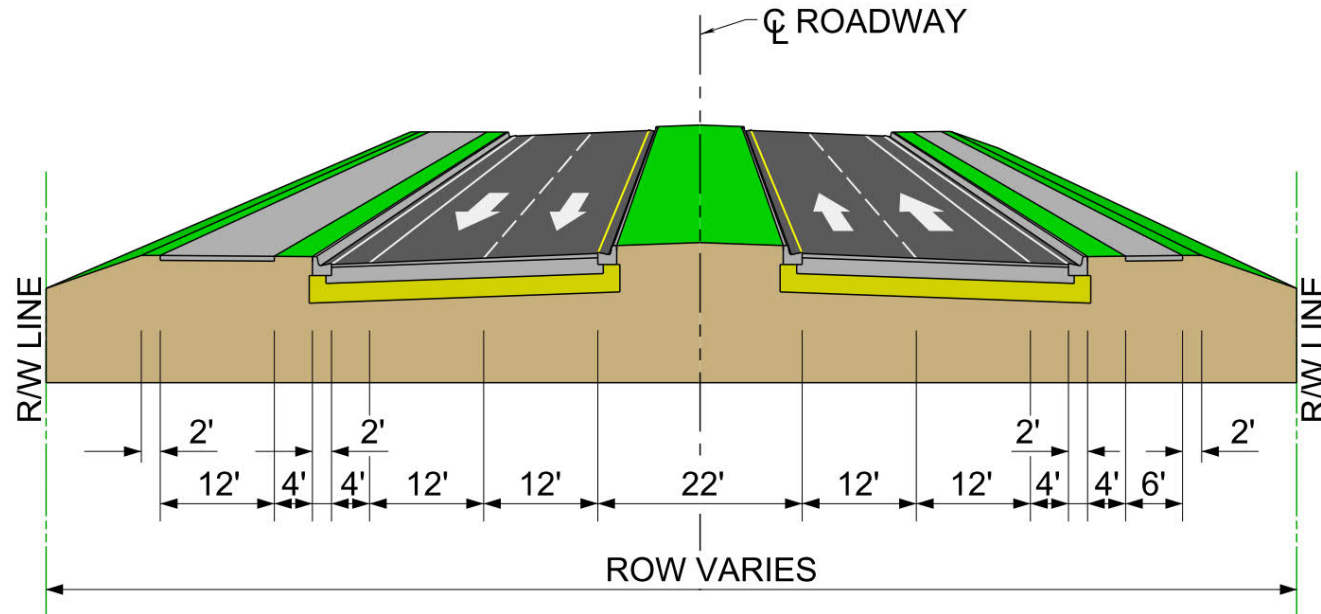 ℄ ROADWAY
R/W LINE
R/W LINE
2' 2' 2' 2'
12' 4' 4' 12' 12' 22' 12' 12' 4' 4' 6'
ROW VARIES